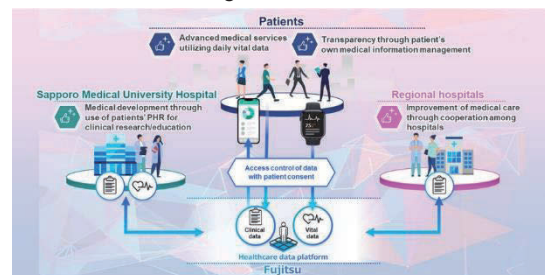 Patients
Advanced medical services
utilizing daily vital data
Transparency through patient's
own medical information management
Sapporo Medical University Hospital
Medical development through
use of patients' PHR for
clinical research/education
Regional hospitals
Improvement of medical care
through cooperation among
hospitals
Access control of data
with patient consent
Clinical
data
Vital
data
Healthcare data platform
Fujitsu